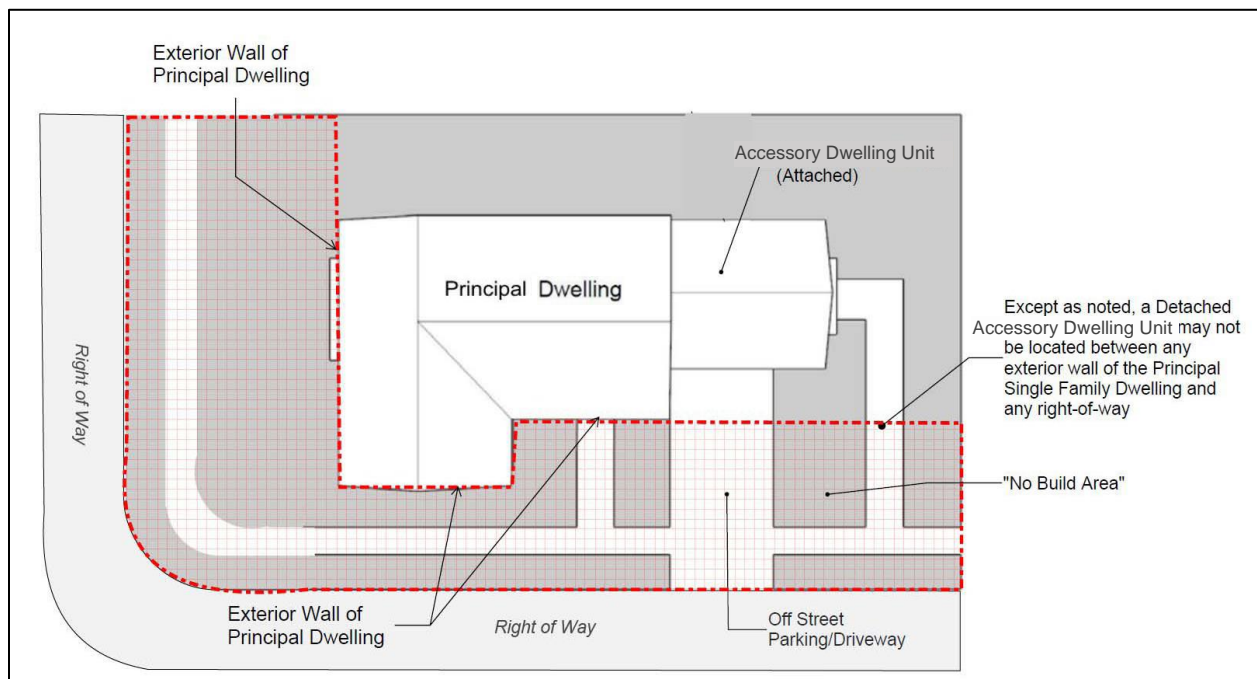 Exterior Wall of
Principal Dwelling
Accessory Dwelling Unit
(Attached)
Principal Dwelling
Right of Way
Except as noted, a Detached
Accessory Dwelling Unit may not
be located between any
exterior wall of the Principal
Single Family Dwelling and
any right-of-way
"No Build Area"
Exterior Wall of
Principal Dwelling
Right of Way
Off Street
Parking/Driveway